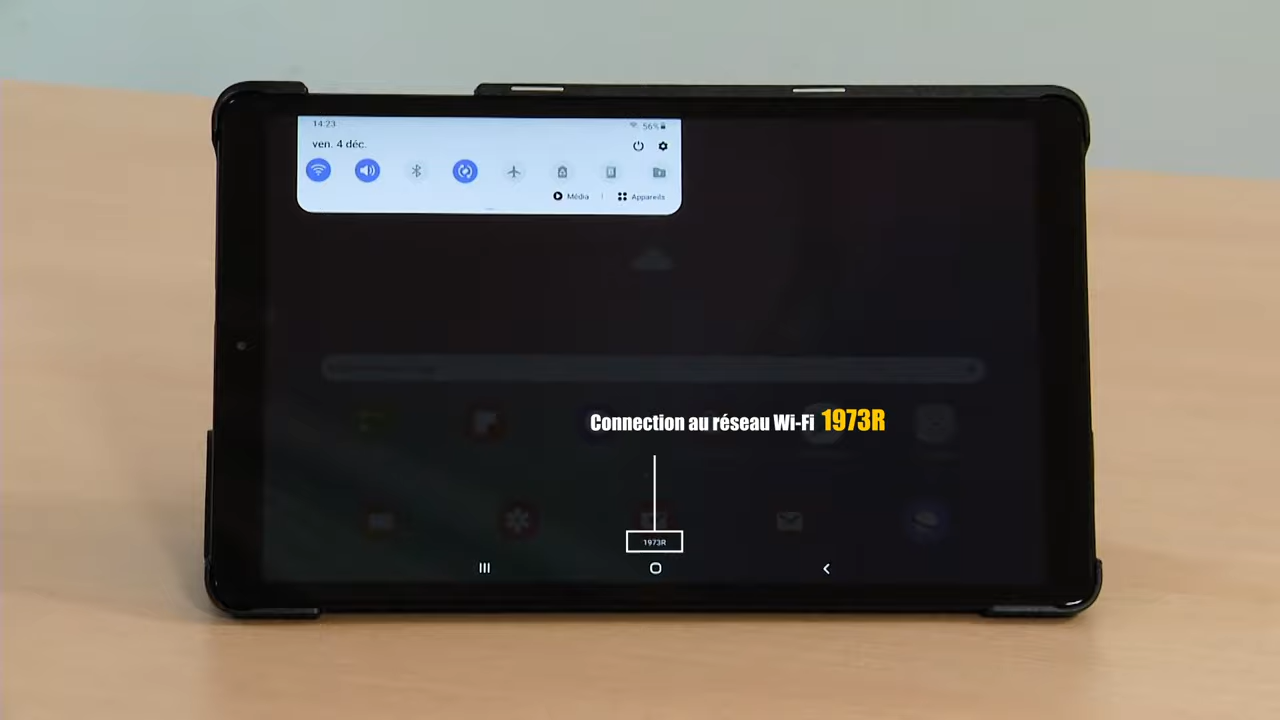 14:23
56%
ven. 4 déc.
Média
Appareils
Connection au réseau Wi-Fi 1973R
1973R